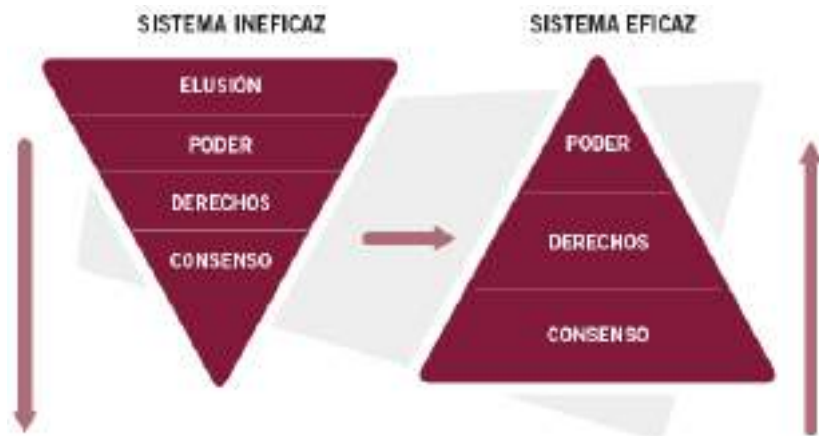 SISTEMA INEFICAZ
ELUSIÓN
PODER
DERECHOS
CONSENSO
SISTEMA EFICAZ
PODER
DERECHOS
CONSENSO